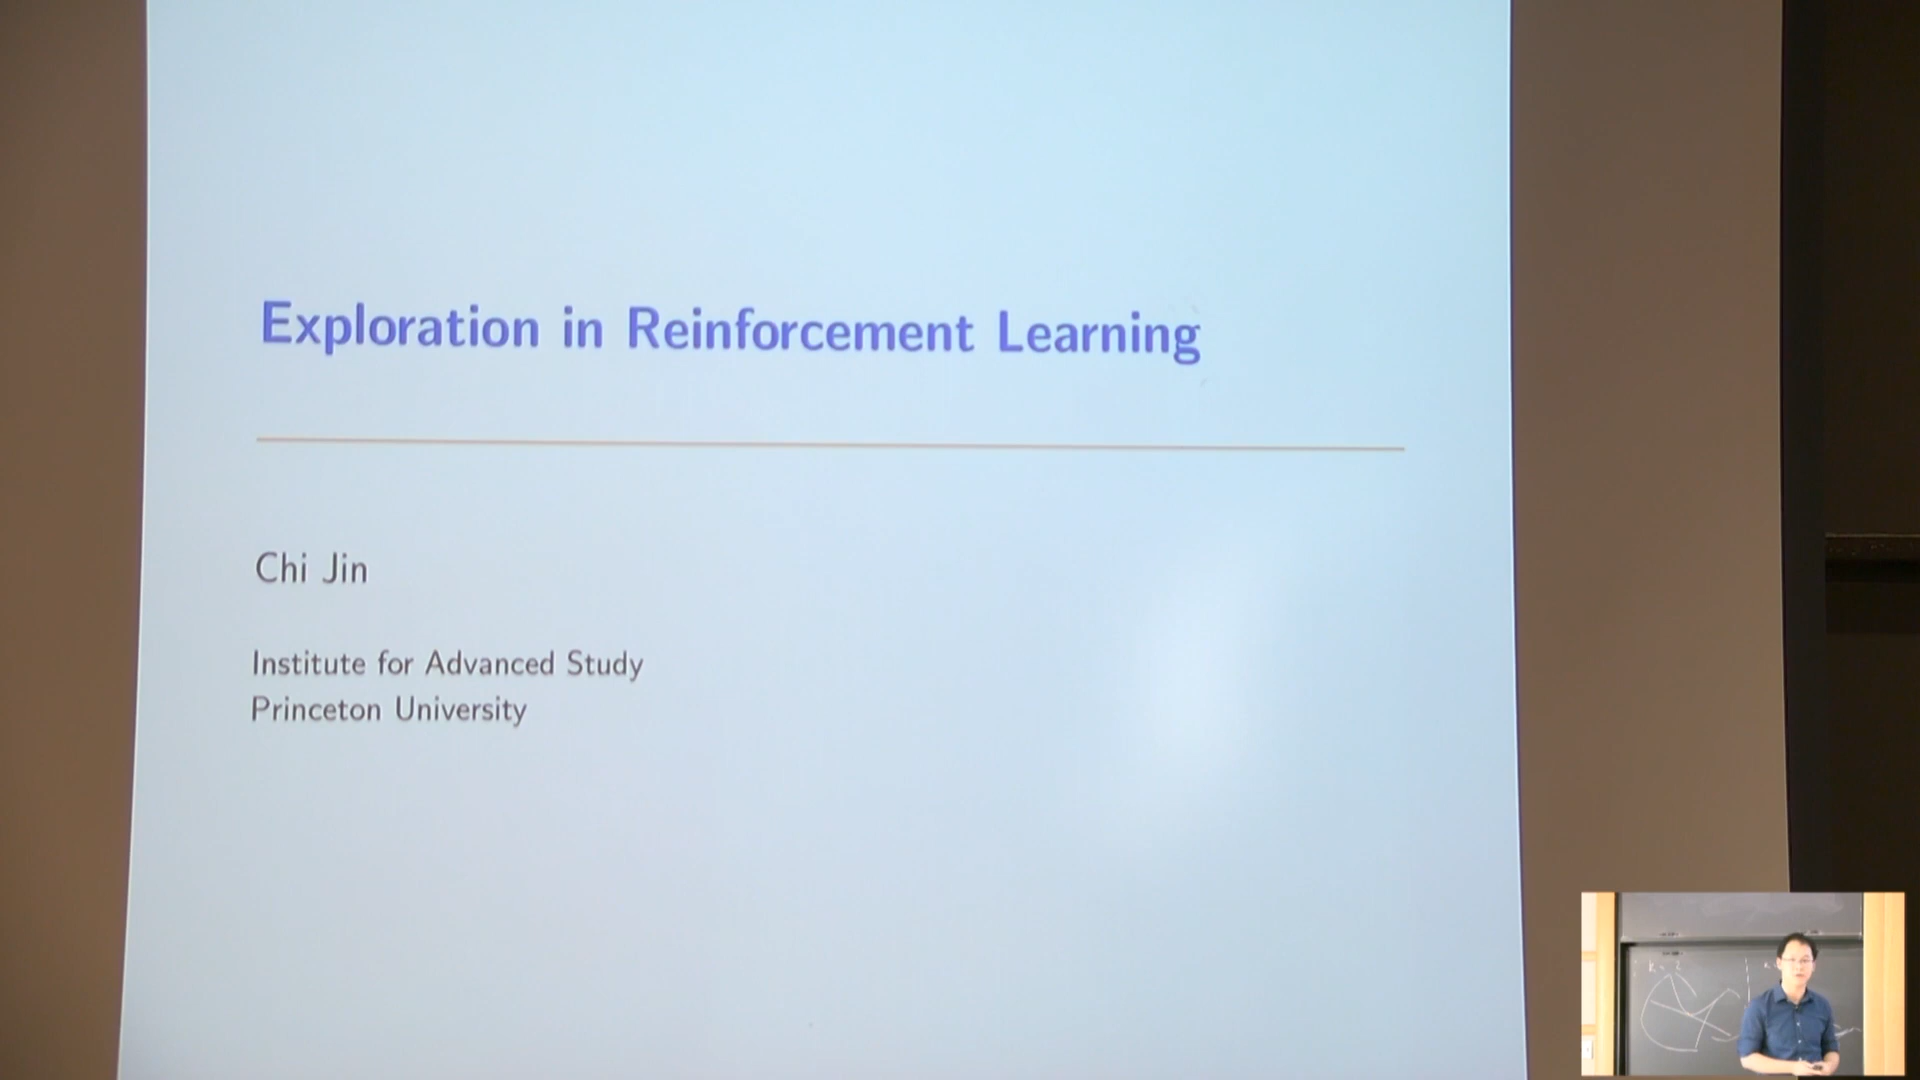 Exploration in Reinforcement Learning
Chi Jin
Institute for Advanced Study
Princeton University